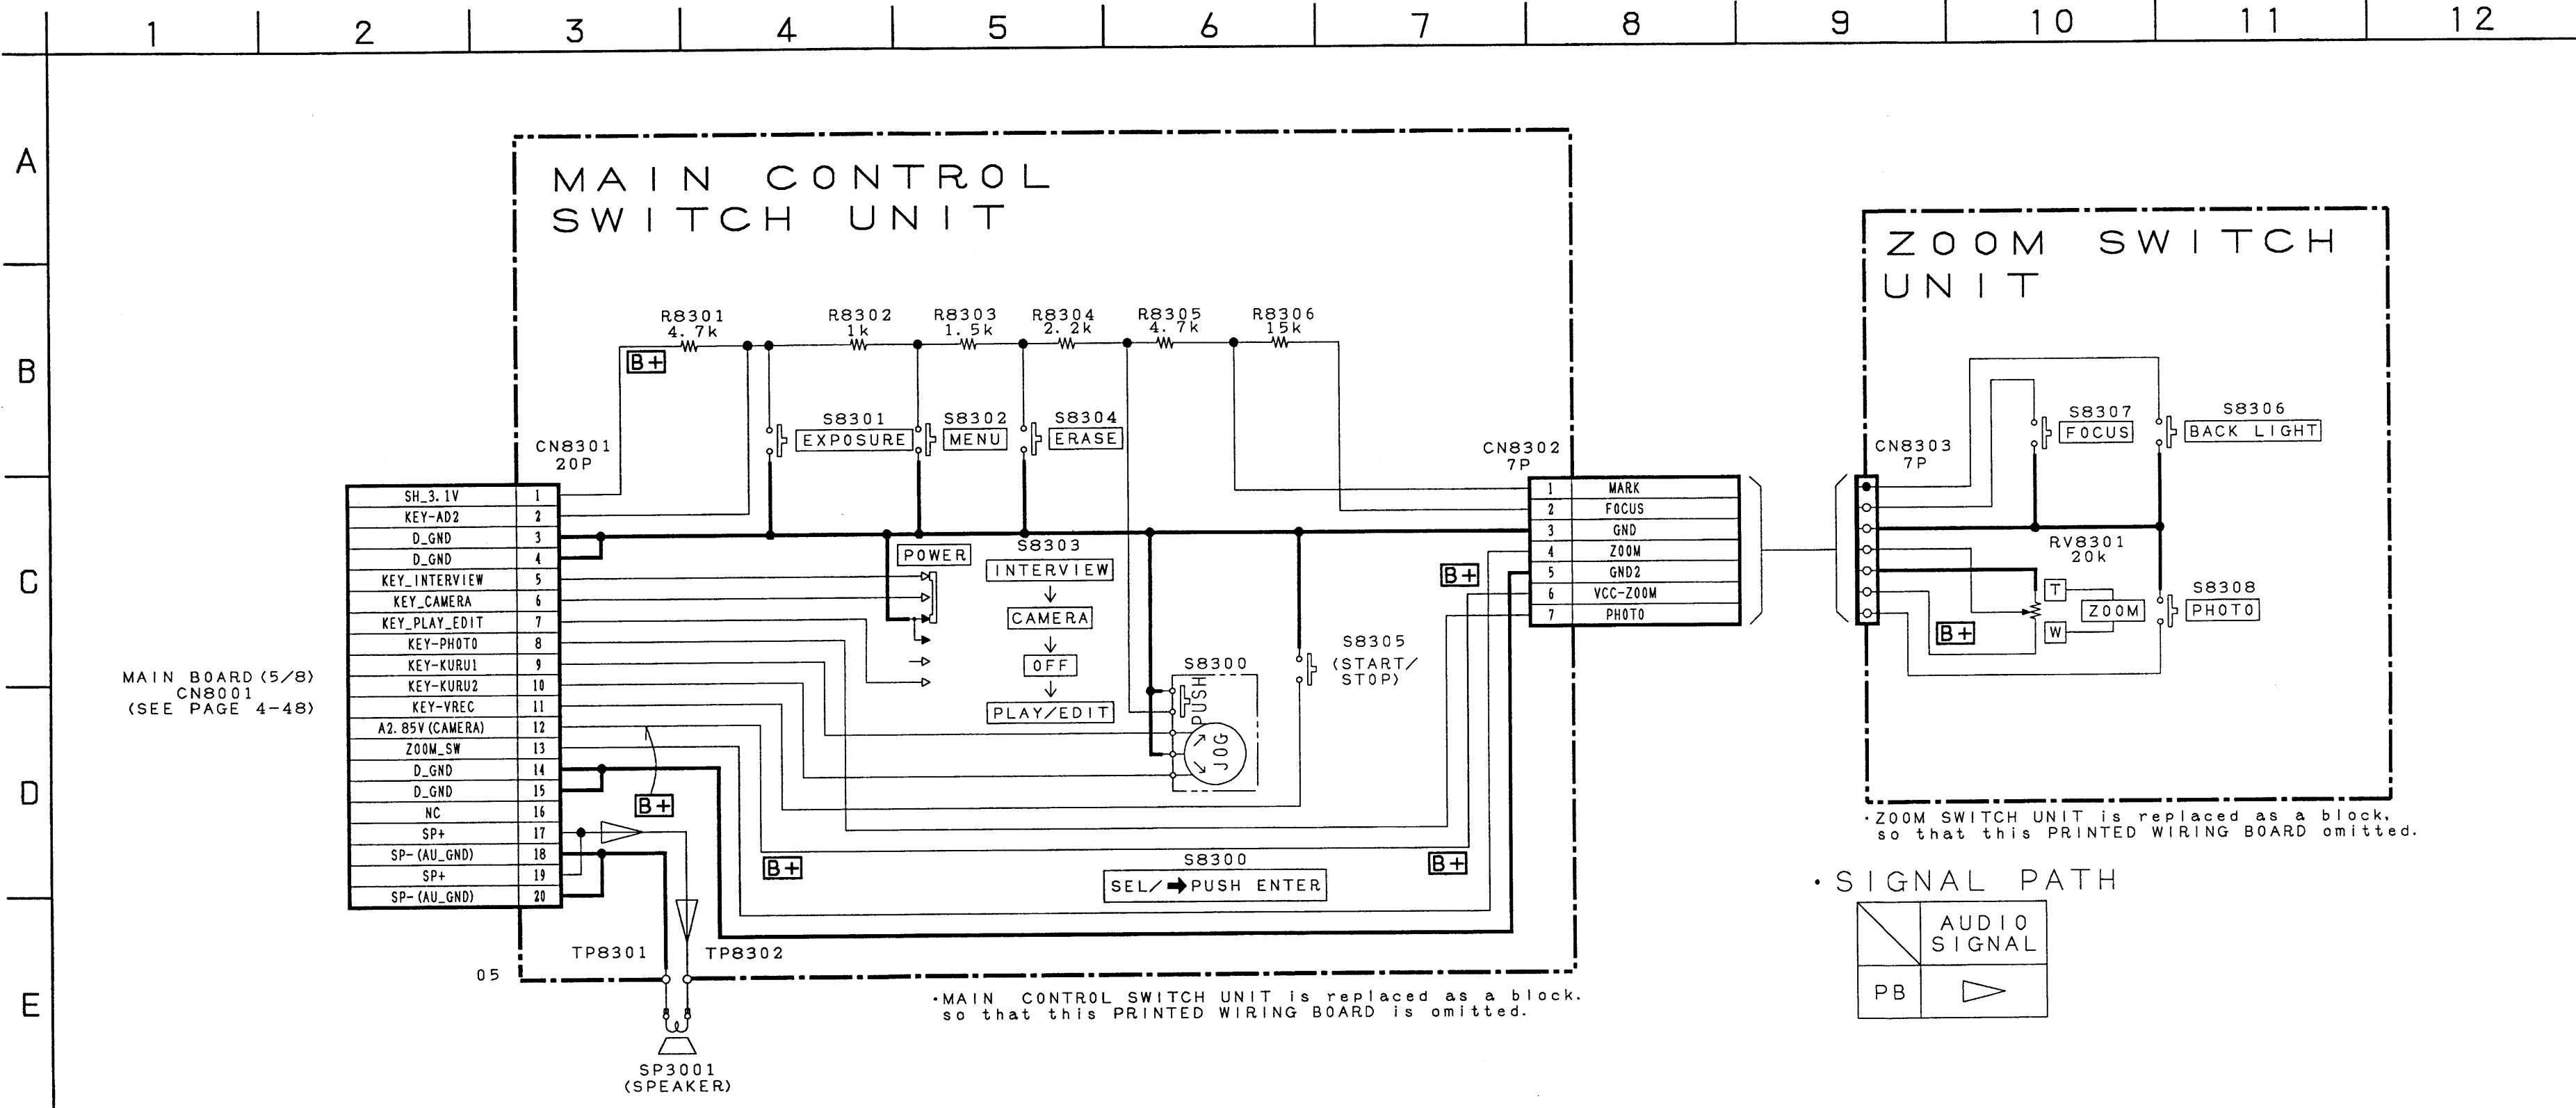 1 2 3 4 5 6 7 8 9 10 11 12
A
B
C
D
E
MAIN CONTROL
SWITCH UNIT
R8301
4.7k
R8302
1k
R8303
1.5k
R8304
2.2k
R8305
4.7k
R8306
15k
B+
S8301
EXPOSURE
S8302
MENU
S8304
ERASE
CN8301
20P
SH_3.1V 1
KEY-AD2 2
D_GND 3
D_GND 4
KEY_INTERVIEW 5
KEY_CAMERA 6
KEY_PLAY_EDIT 7
KEY-PHOTO 8
KEY-KURU1 9
KEY-KURU2 10
KEY-VREC 11
A2.85V(CAMERA) 12
ZOOM_SW 13
D_GND 14
D_GND 15
NC 16
SP+ 17
SP-(AU_GND) 18
SP+ 19
SP-(AU_GND) 20
MAIN BOARD(5/8)
CN8001
(SEE PAGE 4-48)
POWER
S8303
INTERVIEW
CAMERA
OFF
PLAY/EDIT
S8300
PUSH
JOG
S8305
(START/
STOP)
B+
B+
B+
B+
S8300
SEL/➡PUSH ENTER
CN8302
7P
1 MARK
2 FOCUS
3 GND
4 ZOOM
5 GND2
6 VCC-ZOOM
7 PHOTO
TP8301
TP8302
05
SP3001
(SPEAKER)
•MAIN CONTROL SWITCH UNIT is replaced as a block.
so that this PRINTED WIRING BOARD is omitted.
ZOOM SWITCH
UNIT
CN8303
7P
S8307
FOCUS
S8306
BACK LIGHT
RV8301
20k
T
ZOOM
W
B+
S8308
PHOTO
•ZOOM SWITCH UNIT is replaced as a block,
so that this PRINTED WIRING BOARD omitted.
•SIGNAL PATH
AUDIO
SIGNAL
PB